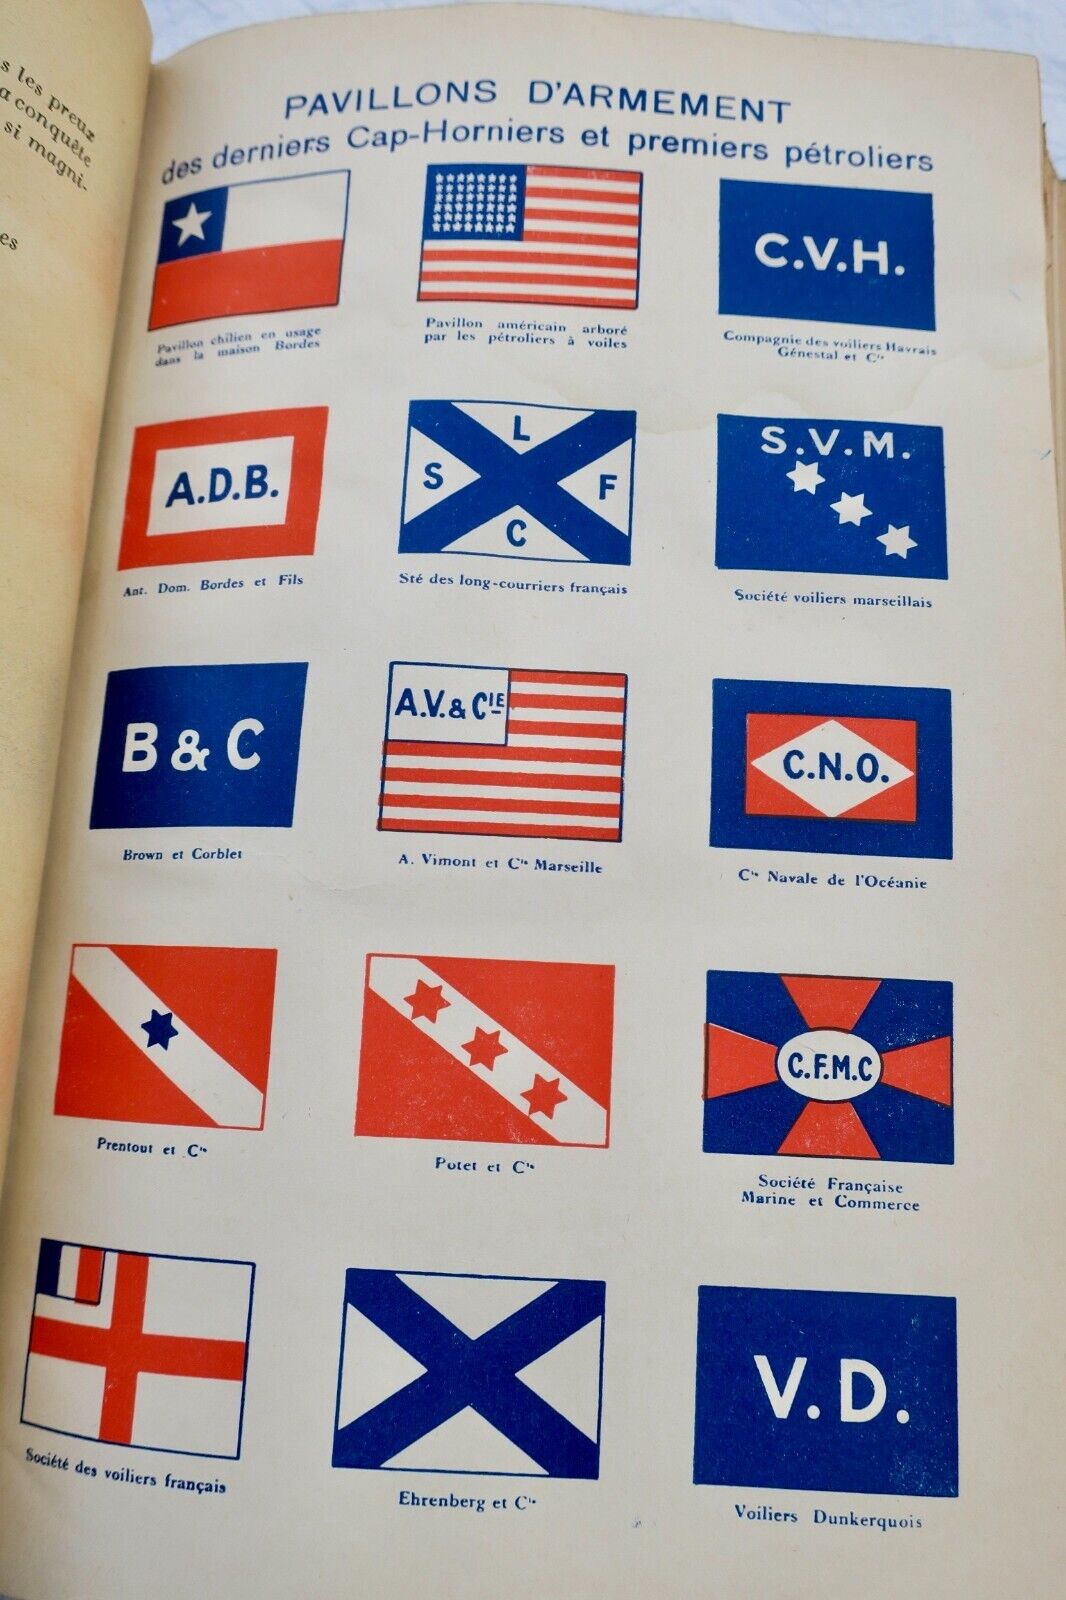 s les preux
a conquête
si magni-
es
PAVILLONS D'ARMEMENT
des derniers Cap-Horniers et premiers pétroliers
C.V.H.
Pavillon chilien en usage
dans la maison Bordes
Pavillon américain arboré
par les pétroliers à voiles
Compagnie des voiliers Havrais
Génestal et Cie
A.D.B.
L
S
F
C
S.V.M.
Ant. Dom. Bordes et Fils
Sté des long-courriers français
Société voiliers marseillais
B & C
A.V. & CIE
C.N.O.
Brown et Corblet
A. Vimont et Cie Marseille
Cie Navale de l'Océanie
C.F.M.C
Prentout et Cie
Potet et Cie
Société Française
Marine et Commerce
V.D.
Société des voiliers français
Ehrenberg et Cie
Voiliers Dunkerquois